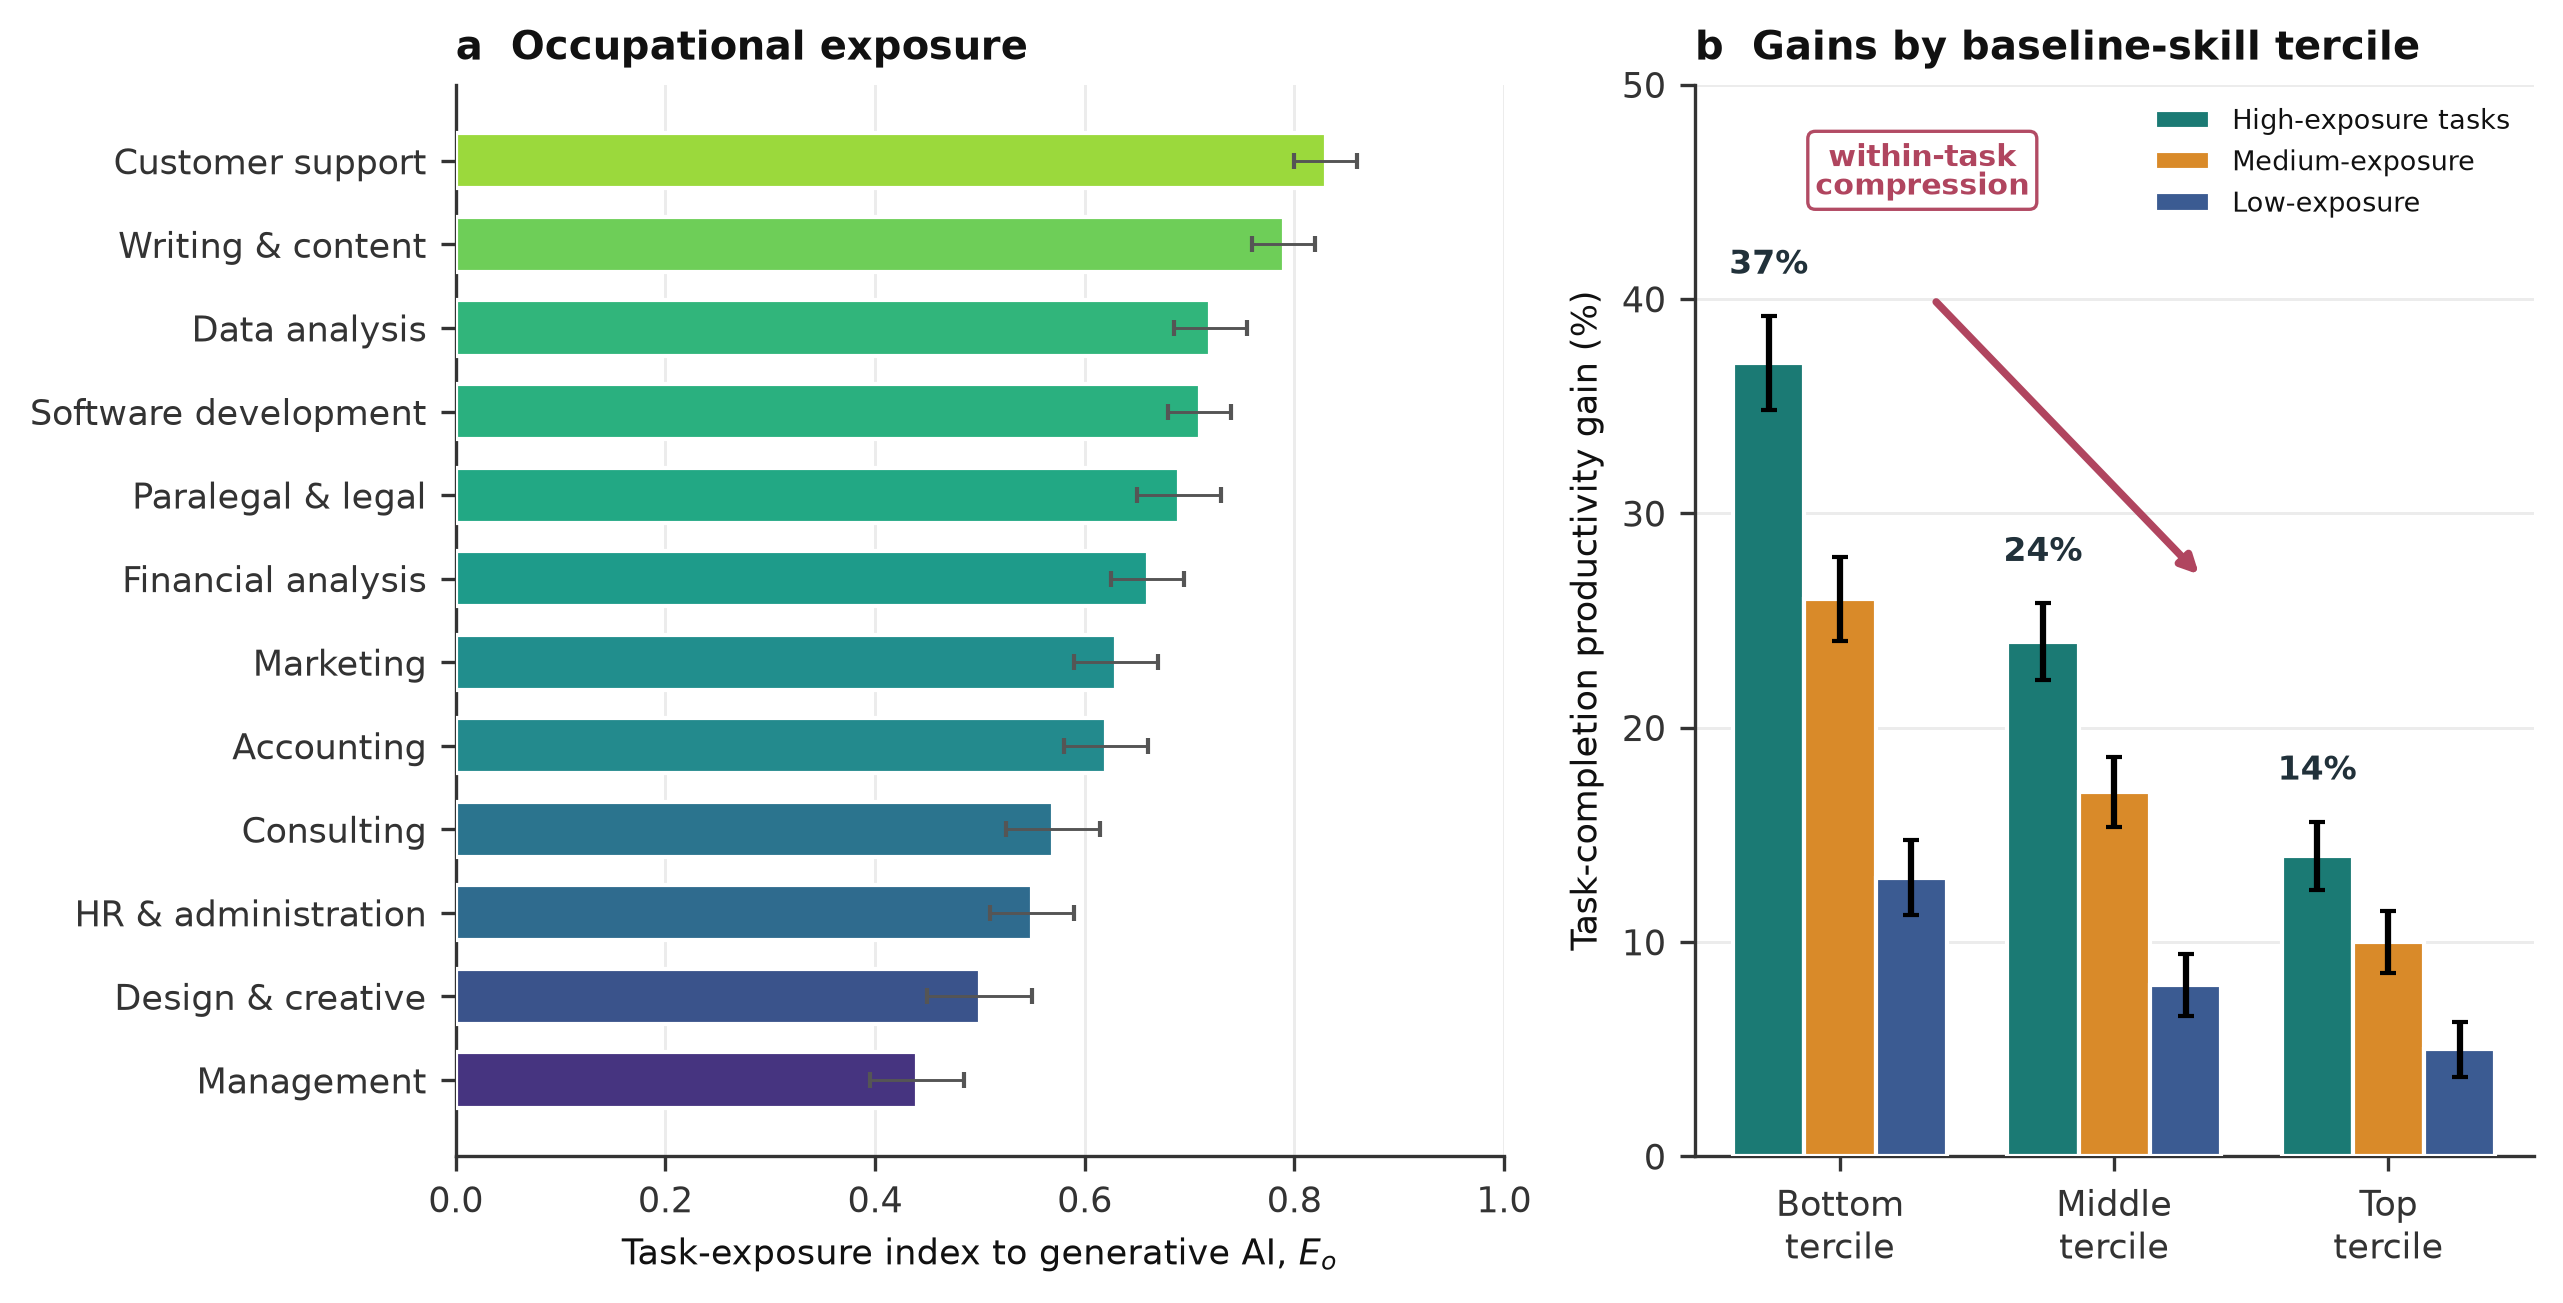 a Occupational exposure
Customer support
Writing & content
Data analysis
Software development
Paralegal & legal
Financial analysis
Marketing
Accounting
Consulting
HR & administration
Design & creative
Management
0.0 0.2 0.4 0.6 0.8 1.0
Task-exposure index to generative AI, Eₒ
b Gains by baseline-skill tercile
Task-completion productivity gain (%)
50
40
30
20
10
0
within-task
compression
High-exposure tasks
Medium-exposure
Low-exposure
37%
24%
14%
Bottom
tercile
Middle
tercile
Top
tercile